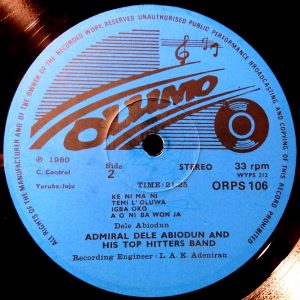 ALL RIGHTS OF THE MANUFACTURER AND OF THE OWNER OF THE RECORDED WORK RESERVED UNAUTHORISED PUBLIC PERFORMANCE BROADCASTING AND COPYING OF THIS RECORD PROHIBITED
OLUMO
℗ 1980
C. Control
Yoruba-Juju
Side
2
STEREO
33 rpm
WYPS 212
ORPS 106
TIME: 21.25
KE NI MA NI
TEMI L' OLUWA
IGBA OKO
A O NI BA WON JA
Dele Abiodun
ADMIRAL DELE ABIODUN AND
HIS TOP HITTERS BAND
Recording Engineer : L. A. K. Adeniran